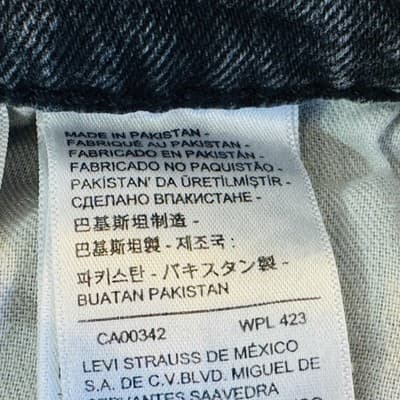 MADE IN PAKISTAN -
FABRIQUÉ AU PAKISTAN -
FABRICADO EN PAKISTÁN -
FABRICADO NO PAQUISTÃO -
PAKİSTAN' DA ÜRETİLMİŞTİR -
СДЕЛАНО ВПАКИСТАНЕ -
巴基斯坦制造 -
巴基斯坦製 - 제조국 :
파키스탄 - パキスタン製 -
BUATAN PAKISTAN
CA00342 WPL 423
LEVI STRAUSS DE MÉXICO
S.A. DE C.V.BLVD. MIGUEL DE
CERVANTES SAAVEDRA